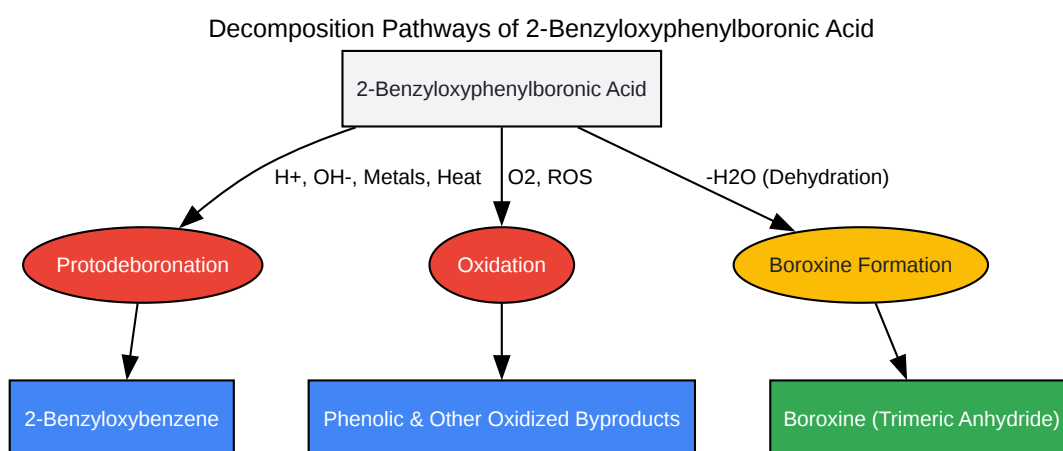 Decomposition Pathways of 2-Benzyloxyphenylboronic Acid
2-Benzyloxyphenylboronic Acid
H+, OH-, Metals, Heat
O2, ROS
-H2O (Dehydration)
Protodeboronation
Oxidation
Boroxine Formation
2-Benzyloxybenzene
Phenolic & Other Oxidized Byproducts
Boroxine (Trimeric Anhydride)